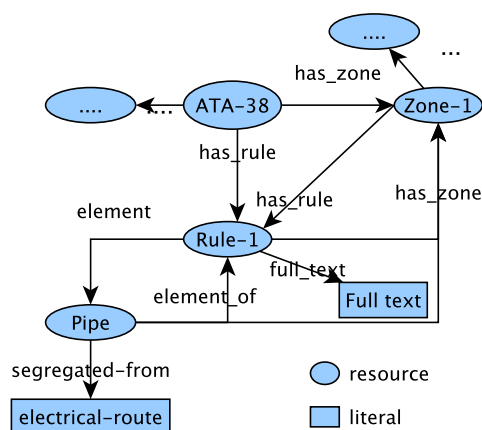 ....
...
has_zone
....
....
ATA-38
Zone-1
has_rule
has_rule
has_zone
element
Rule-1
full_text
element_of
Full text
Pipe
segregated-from
resource
electrical-route
literal